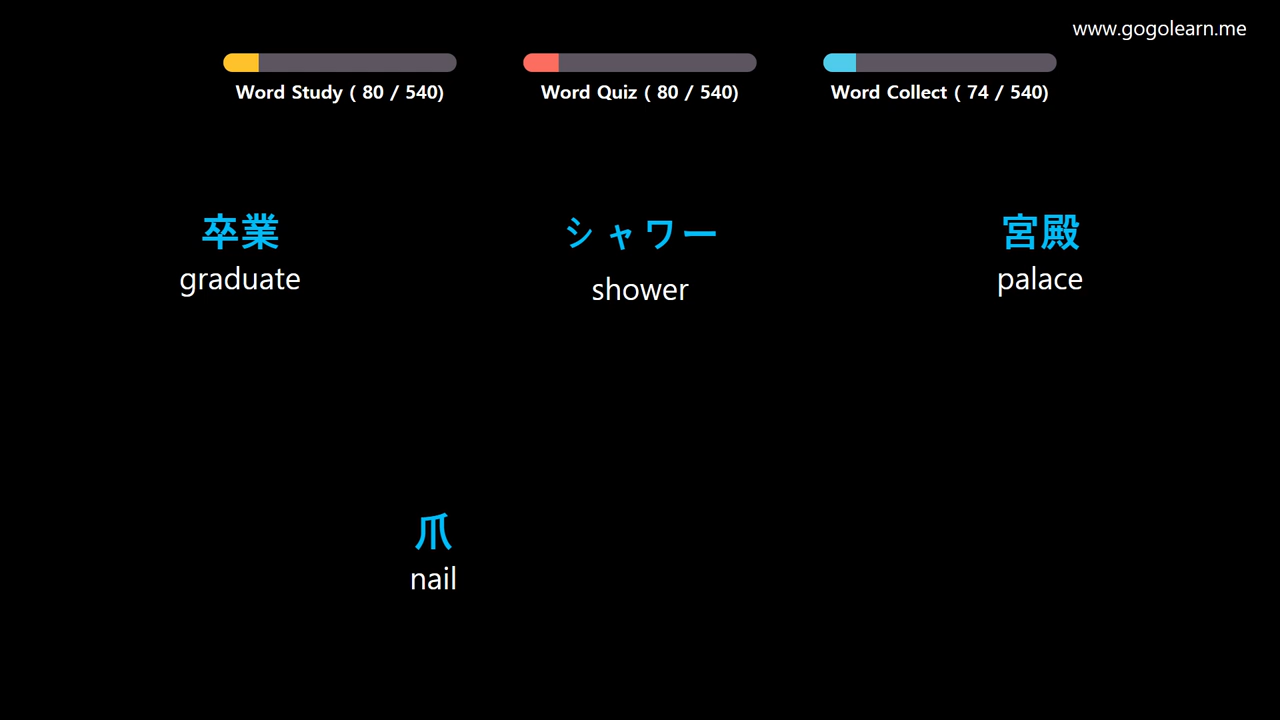 www.gogolearn.me
Word Study ( 80 / 540)
Word Quiz ( 80 / 540)
Word Collect ( 74 / 540)
卒業
graduate
シャワー
shower
宮殿
palace
爪
nail